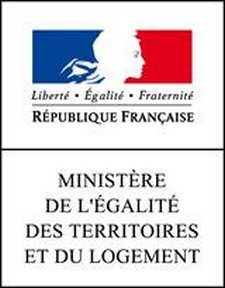 Liberté • Égalité • Fraternité
RÉPUBLIQUE FRANÇAISE
MINISTÈRE
DE L'ÉGALITÉ
DES TERRITOIRES
ET DU LOGEMENT